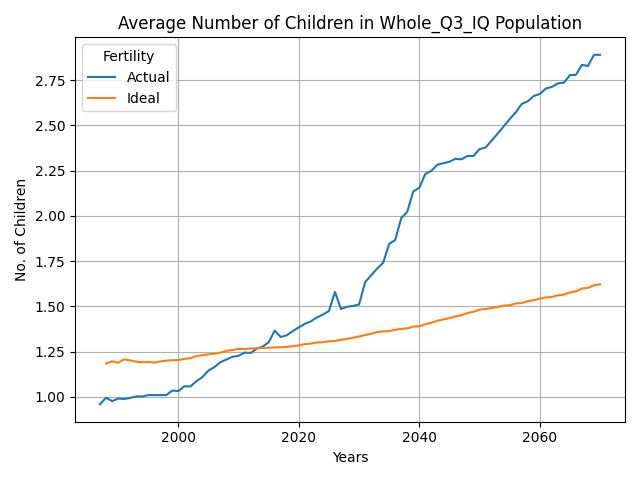 Average Number of Children in Whole_Q3_IQ Population
Fertility
Actual
Ideal
No. of Children
2.75
2.50
2.25
2.00
1.75
1.50
1.25
1.00
2000
2020
2040
2060
Years